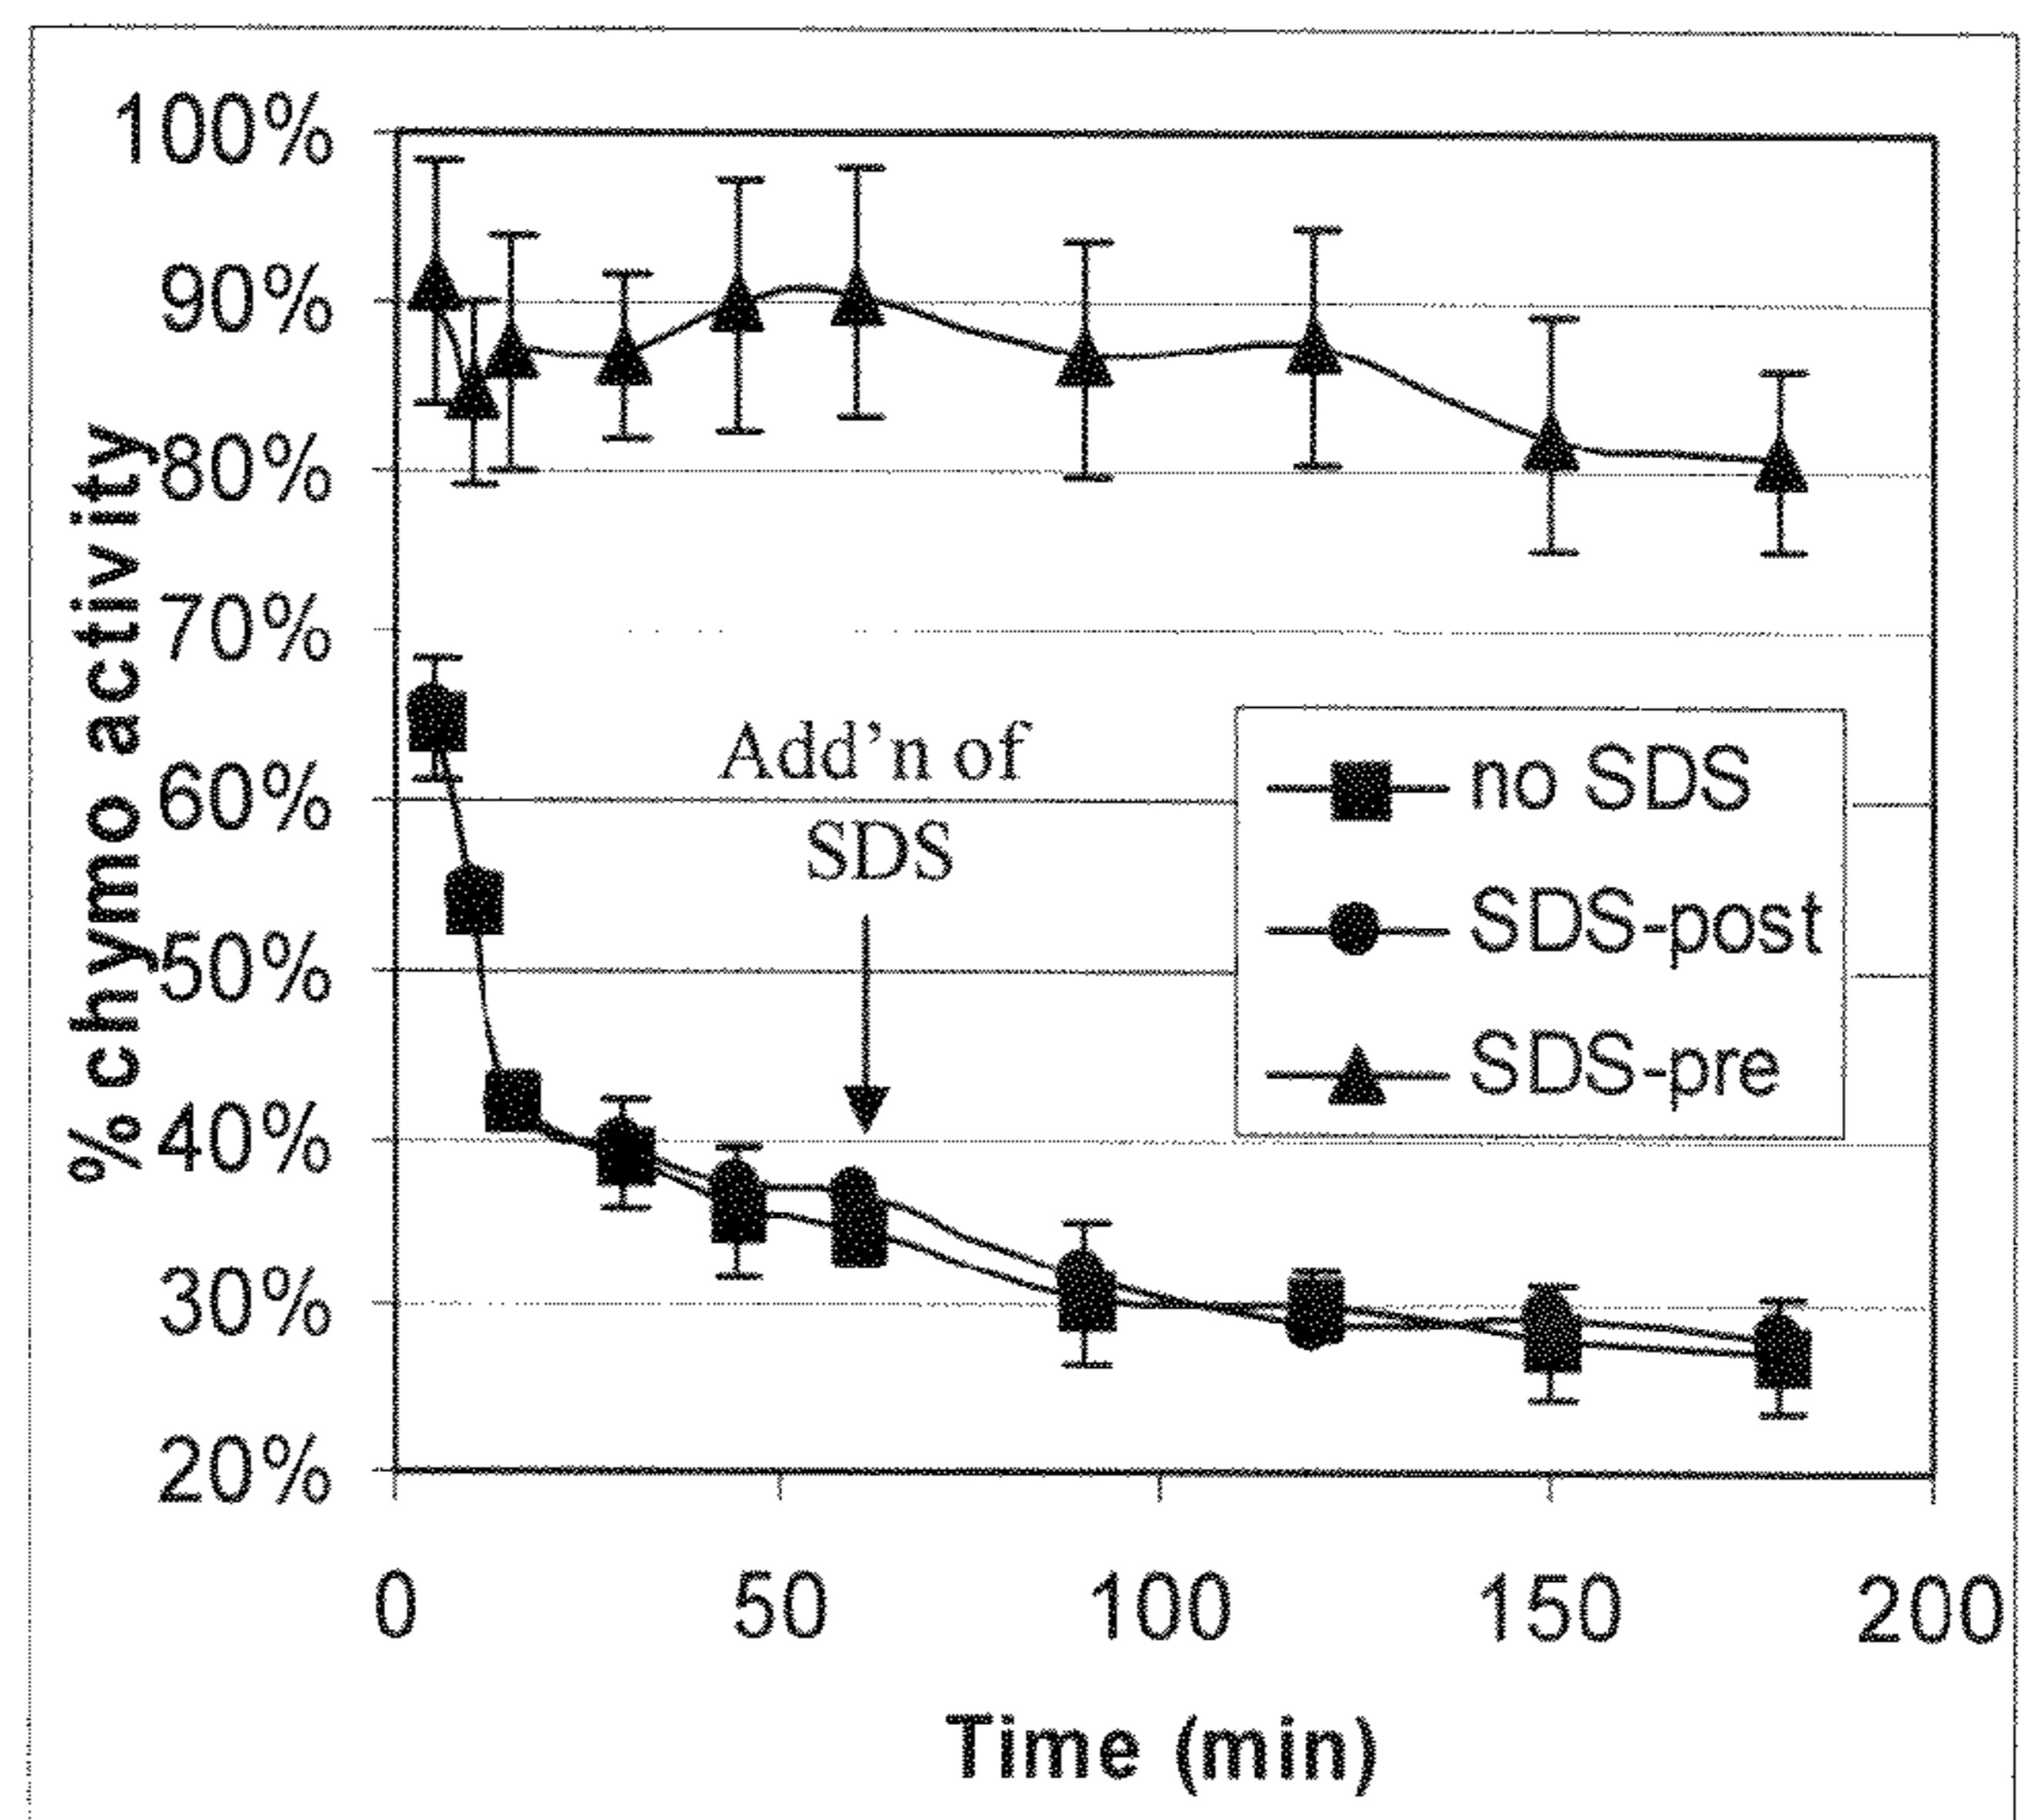 100%
90%
80%
70%
60%
50%
40%
30%
20%
% chymo activity
Add'n of
SDS
no SDS
SDS-post
SDS-pre
0 50 100 150 200
Time (min)